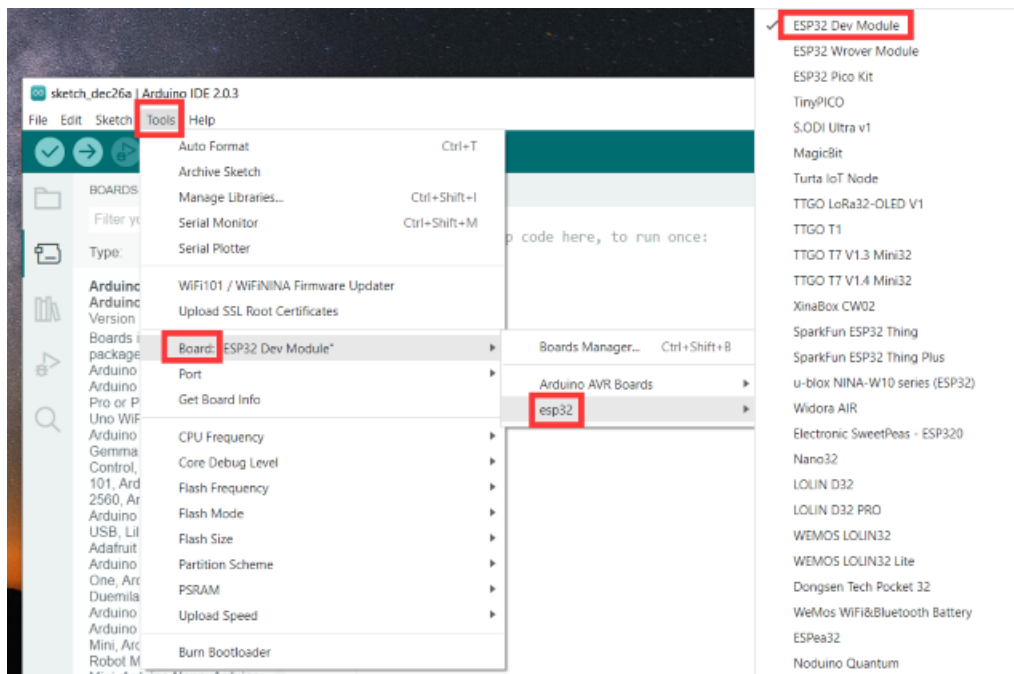 sketch_dec26a | Arduino IDE 2.0.3
File Edit Sketch Tools Help
BOARDS
Filter yo
Type:
Arduino
Arduino
Version
Boards i
package
Arduino
Arduino
Pro or P
Uno WiF
Arduino
Gemma
Control,
101, Ard
2560, Ar
Arduino
USB, Lil
Adafruit
Arduino
One, Ard
Duemila
Arduino
Arduino
Mini, Arc
Robot M
Auto Format Ctrl+T
Archive Sketch
Manage Libraries... Ctrl+Shift+I
Serial Monitor Ctrl+Shift+M
Serial Plotter
WiFi101 / WiFiNINA Firmware Updater
Upload SSL Root Certificates
Board: "ESP32 Dev Module"
Port
Get Board Info
CPU Frequency
Core Debug Level
Flash Frequency
Flash Mode
Flash Size
Partition Scheme
PSRAM
Upload Speed
Burn Bootloader
p code here, to run once:
Boards Manager... Ctrl+Shift+B
Arduino AVR Boards
esp32
ESP32 Dev Module
ESP32 Wrover Module
ESP32 Pico Kit
TinyPICO
S.ODI Ultra v1
MagicBit
Turta IoT Node
TTGO LoRa32-OLED V1
TTGO T1
TTGO T7 V1.3 Mini32
TTGO T7 V1.4 Mini32
XinaBox CW02
SparkFun ESP32 Thing
SparkFun ESP32 Thing Plus
u-blox NINA-W10 series (ESP32)
Widora AIR
Electronic SweetPeas - ESP320
Nano32
LOLIN D32
LOLIN D32 PRO
WEMOS LOLIN32
WEMOS LOLIN32 Lite
Dongsen Tech Pocket 32
WeMos WiFi&Bluetooth Battery
ESPea32
Noduino Quantum